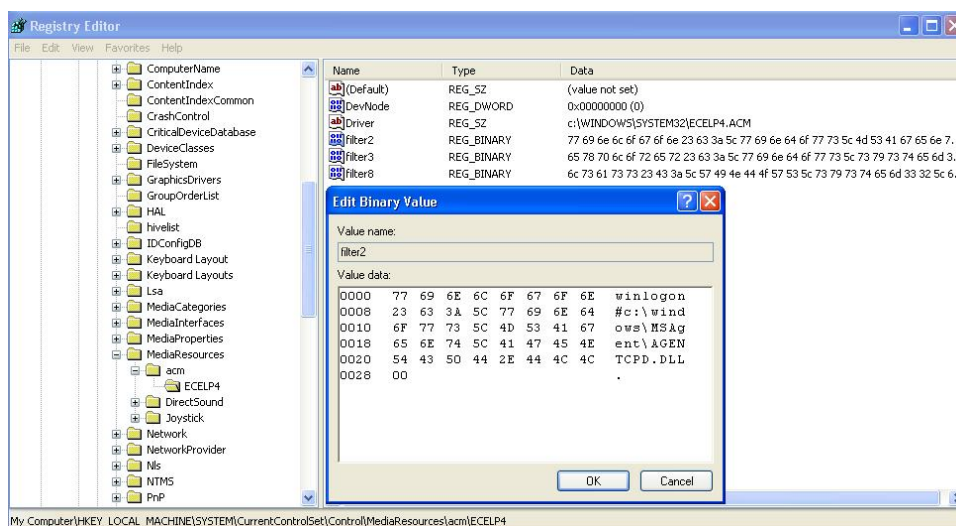 Registry Editor
File Edit View Favorites Help
ComputerName
ContentIndex
ContentIndexCommon
CrashControl
CriticalDeviceDatabase
DeviceClasses
FileSystem
GraphicsDrivers
GroupOrderList
HAL
hivelist
IDConfigDB
Keyboard Layout
Keyboard Layouts
Lsa
MediaCategories
MediaInterfaces
MediaProperties
MediaResources
acm
ECELP4
DirectSound
Joystick
Network
NetworkProvider
Nls
NTMS
PnP
Name Type Data
(Default) REG_SZ (value not set)
DevNode REG_DWORD 0x00000000 (0)
Driver REG_SZ c:\WINDOWS\SYSTEM32\ECELP4.ACM
filter2 REG_BINARY 77 69 6e 6c 6f 67 6f 6e 23 63 3a 5c 77 69 6e 64 6f 77 73 5c 4d 53 41 67 65 6e 7.
filter3 REG_BINARY 65 78 70 6c 6f 72 65 72 23 63 3a 5c 77 69 6e 64 6f 77 73 5c 73 79 73 74 65 6d 3.
filter8 REG_BINARY 6c 73 61 73 73 23 43 3a 5c 57 49 4e 44 4f 57 53 5c 73 79 73 74 65 6d 33 32 5c 6.
Edit Binary Value
Value name:
filter2
Value data:
0000 77 69 6E 6C 6F 67 6F 6E winlogon
0008 23 63 3A 5C 77 69 6E 64 #c:\wind
0010 6F 77 73 5C 4D 53 41 67 ows\MSAg
0018 65 6E 74 5C 41 47 45 4E ent\AGEN
0020 54 43 50 44 2E 44 4C 4C TCPD.DLL
0028 00 .
OK Cancel
My Computer\HKEY_LOCAL_MACHINE\SYSTEM\CurrentControlSet\Control\MediaResources\acm\ECELP4